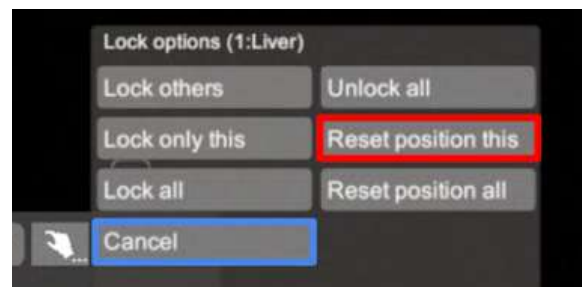 Lock options (1:Liver)
Lock others
Unlock all
Lock only this
Reset position this
Lock all
Reset position all
Cancel
...